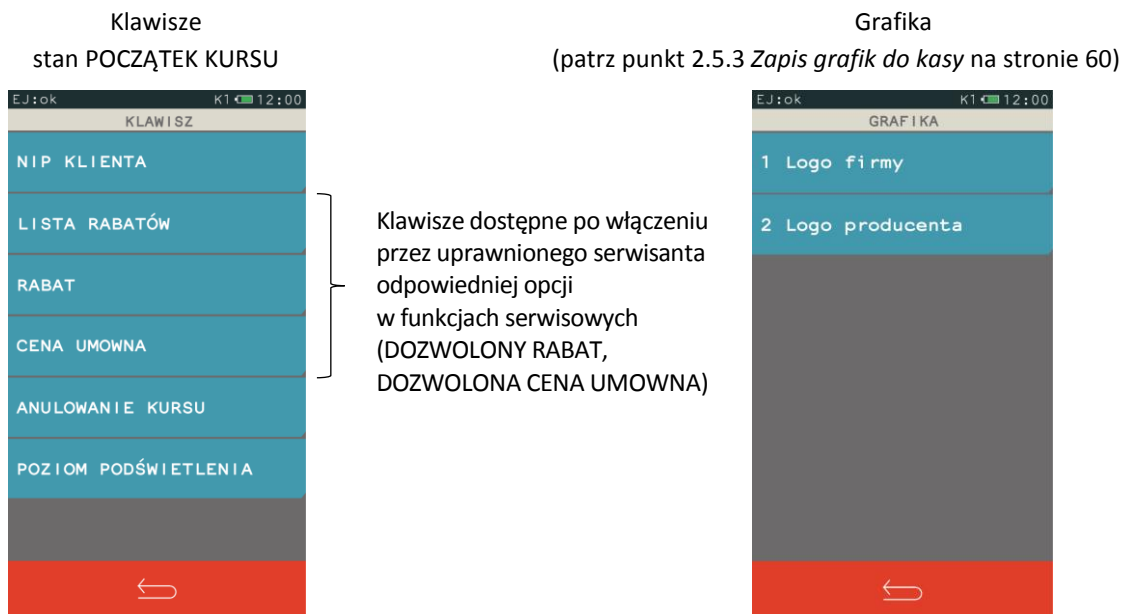 Klawisze
stan POCZĄTEK KURSU
EJ:ok K1 12:00
KLAWISZ
NIP KLIENTA
LISTA RABATÓW
RABAT
CENA UMOWNA
ANULOWANIE KURSU
POZIOM PODŚWIETLENIA
Klawisze dostępne po włączeniu
przez uprawnionego serwisanta
odpowiedniej opcji
w funkcjach serwisowych
(DOZWOLONY RABAT,
DOZWOLONA CENA UMOWNA)
Grafika
(patrz punkt 2.5.3 Zapis grafik do kasy na stronie 60)
EJ:ok K1 12:00
GRAFIKA
1 Logo firmy
2 Logo producenta